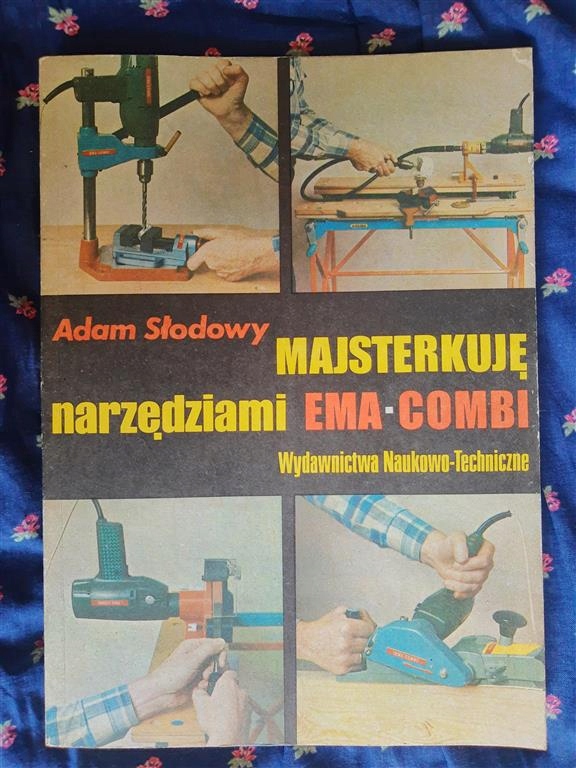 Adam Słodowy
MAJSTERKUJĘ
narzędziami EMA·COMBI
Wydawnictwa Naukowo-Techniczne